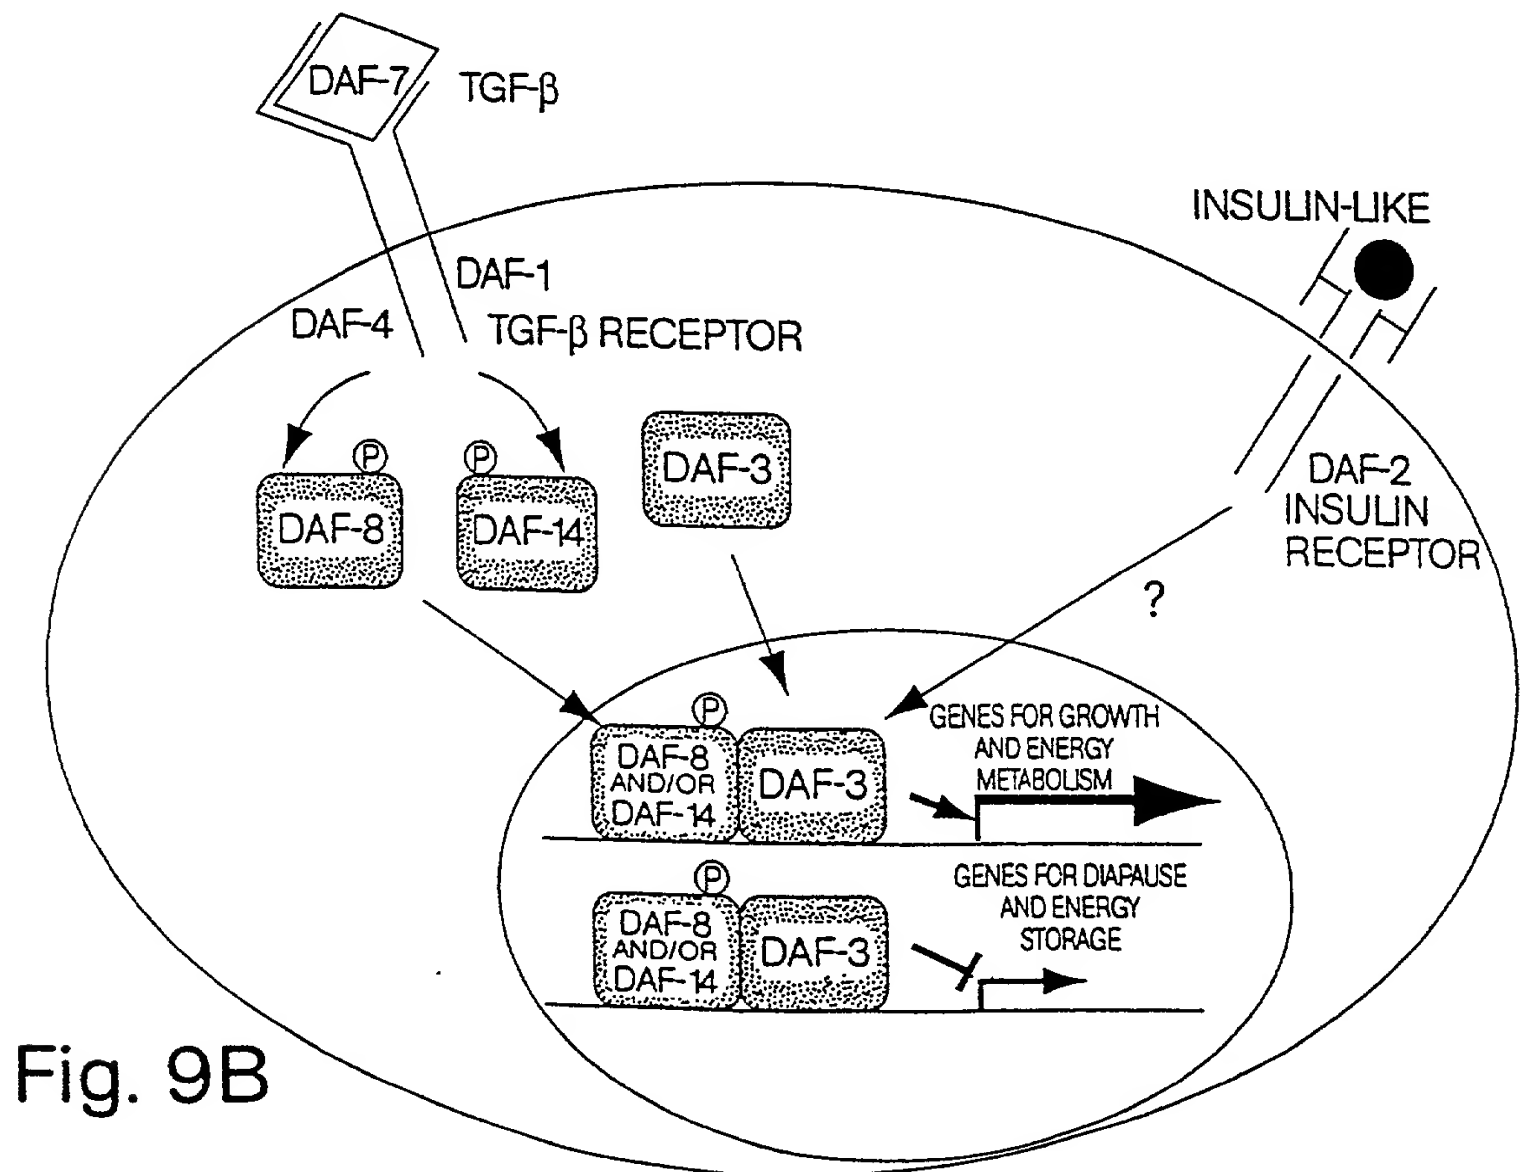 DAF-7
TGF-β
INSULIN-LIKE
DAF-1
DAF-4
TGF-β RECEPTOR
DAF-3
P
P
DAF-8
DAF-14
DAF-2
INSULIN
RECEPTOR
?
P
GENES FOR GROWTH
AND ENERGY
METABOLISM
DAF-8
AND/OR
DAF-14
DAF-3
P
GENES FOR DIAPAUSE
AND ENERGY
STORAGE
DAF-8
AND/OR
DAF-14
DAF-3
Fig. 9B